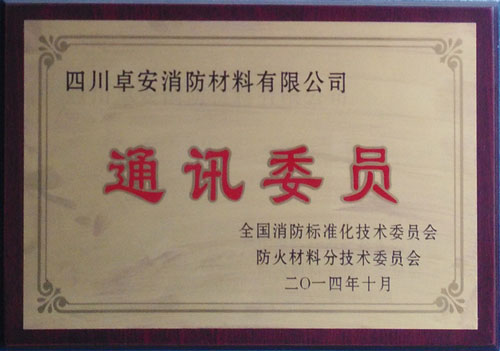 四川卓安消防材料有限公司
通讯委员
全国消防标准化技术委员会
防火材料分技术委员会
二〇一四年十月